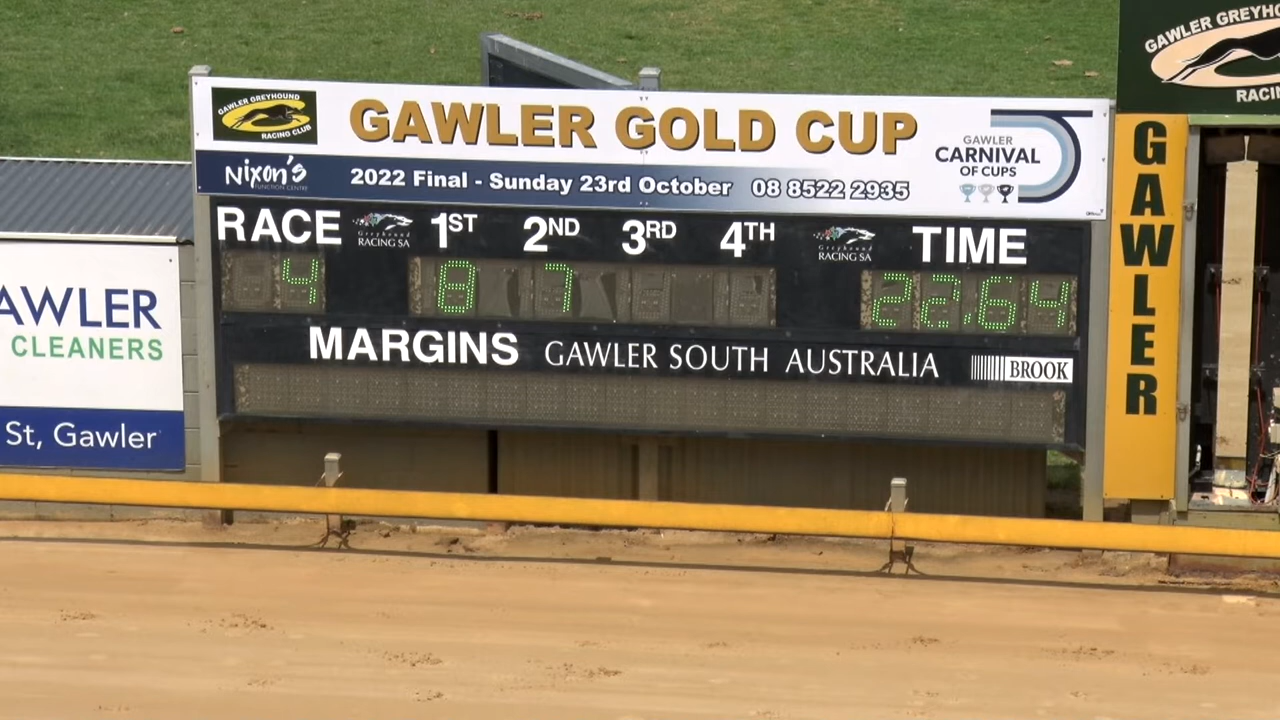 GAWLER GREYHOUND
RACING CLUB
GAWLER GOLD CUP
GAWLER
CARNIVAL
OF CUPS
Nixon's
FUNCTION CENTRE
2022 Final - Sunday 23rd October 08 8522 2935
RACE
Greyhound
RACING SA
1ST 2ND 3RD 4TH
Greyhound
RACING SA
TIME
4 8 7 22.64
MARGINS GAWLER SOUTH AUSTRALIA BROOK
AWLER
CLEANERS
St, Gawler
GAWLER GREYHO
RACIN
GAWLER